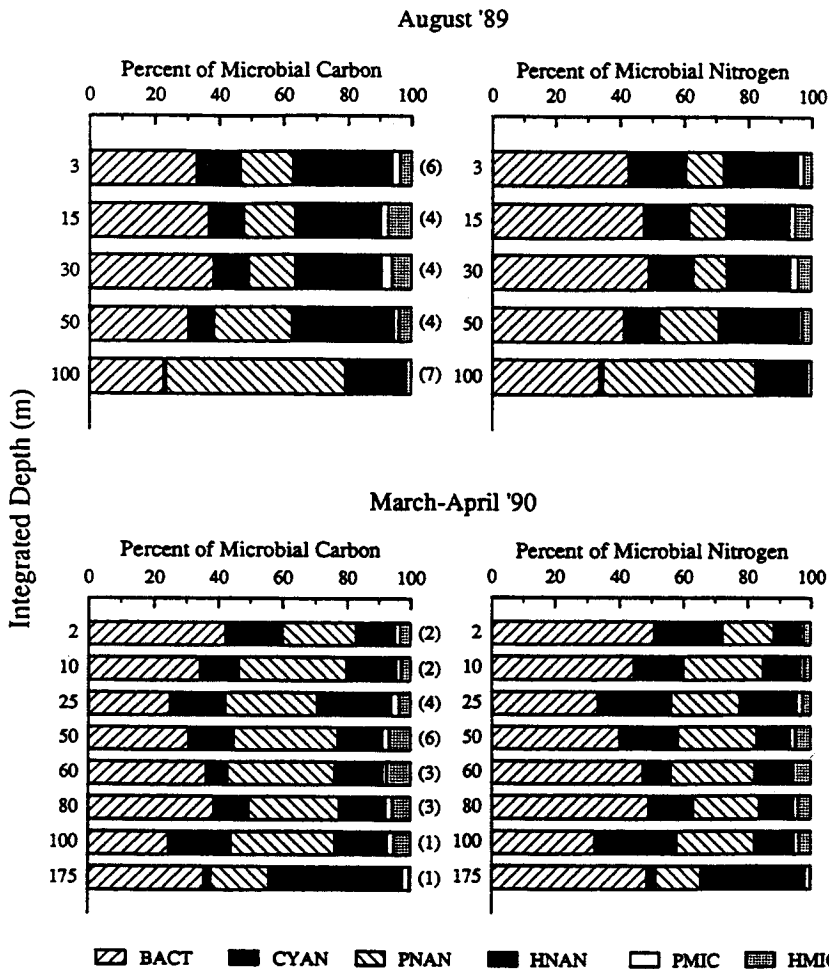 August '89
Percent of Microbial Carbon
Percent of Microbial Nitrogen
0 20 40 60 80 100
0 20 40 60 80 100
3 (6) 3
15 (4) 15
30 (4) 30
50 (4) 50
100 (7) 100
Integrated Depth (m)
March-April '90
Percent of Microbial Carbon
Percent of Microbial Nitrogen
0 20 40 60 80 100
0 20 40 60 80 100
2 (2) 2
10 (2) 10
25 (4) 25
50 (6) 50
60 (3) 60
80 (3) 80
100 (1) 100
175 (1) 175
BACT CYAN PNAN HNAN PMIC HMIC